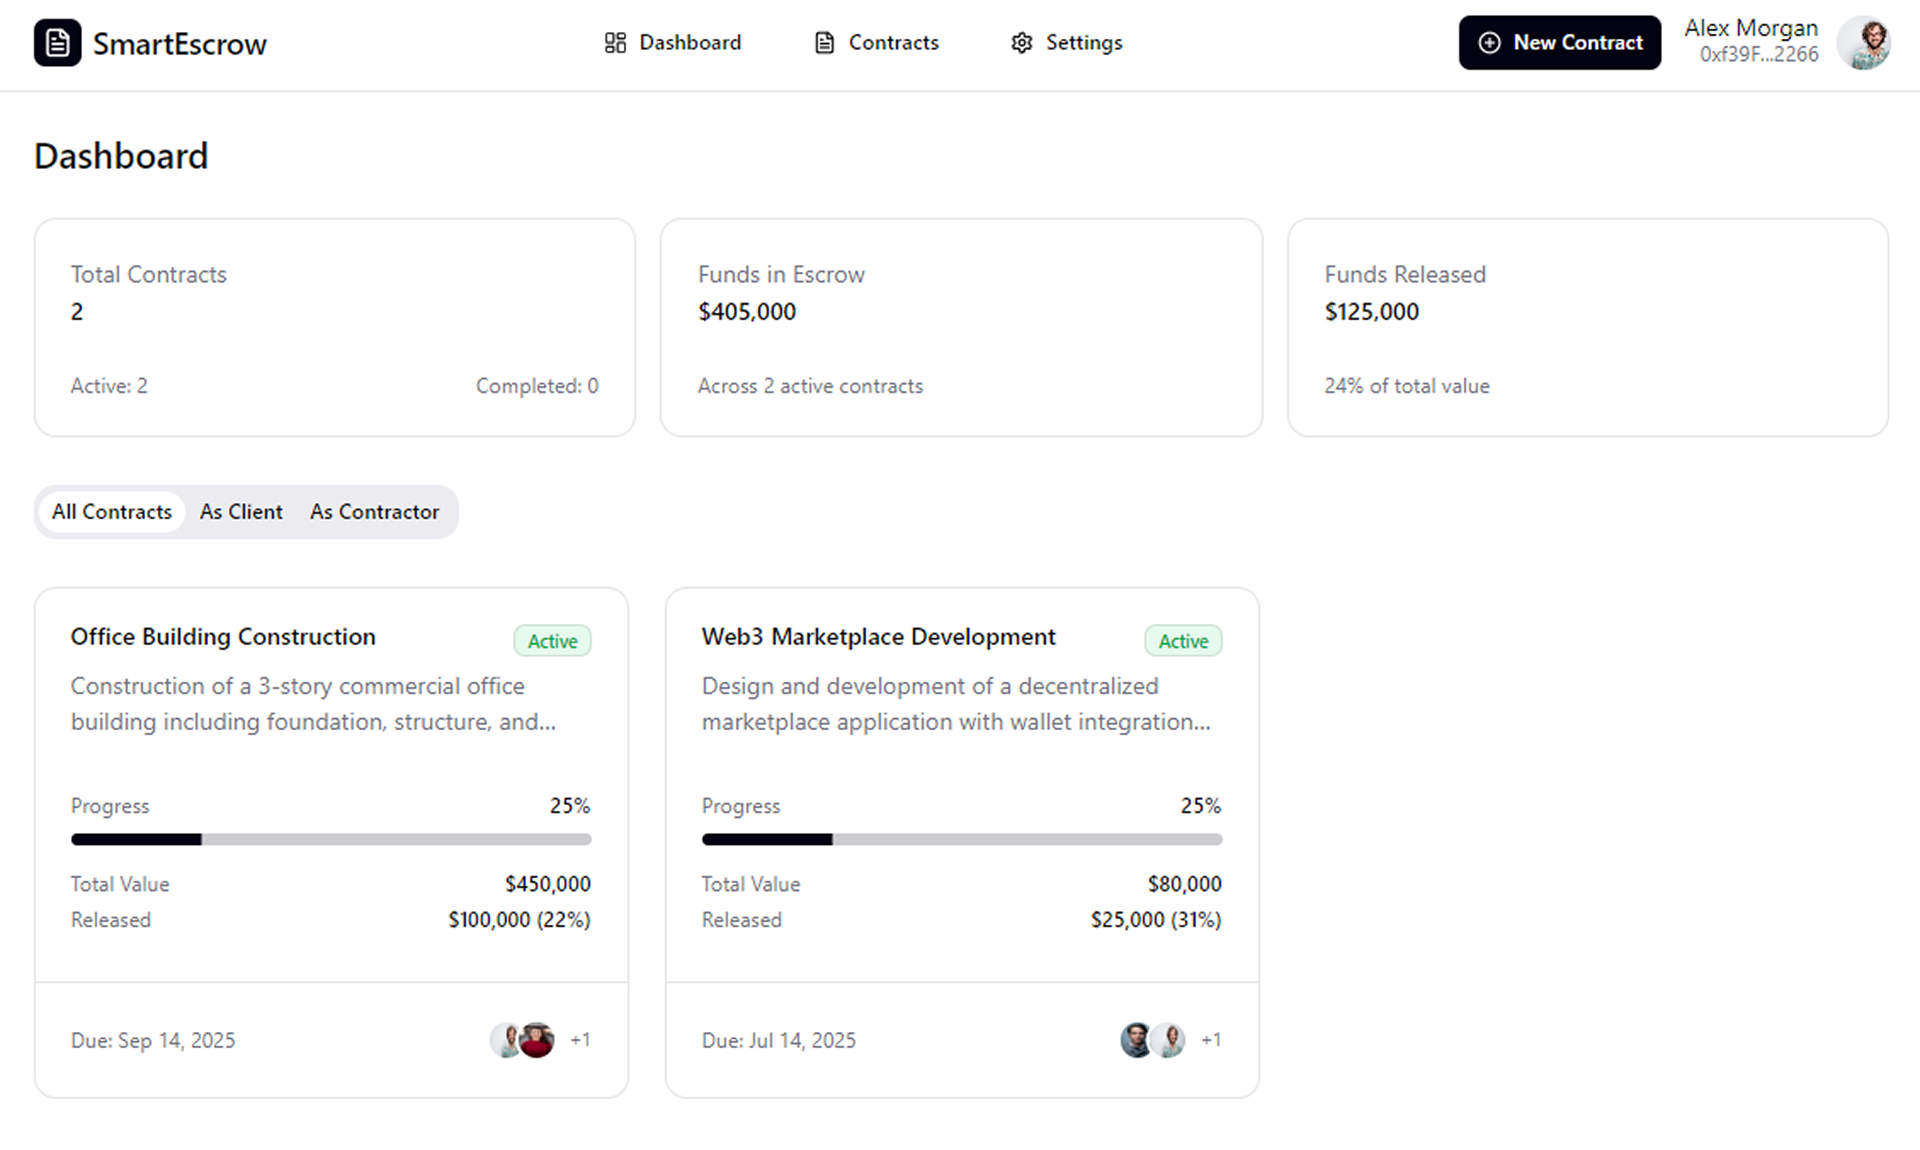 SmartEscrow
Dashboard
Contracts
Settings
New Contract
Alex Morgan
0xf39F...2266
Dashboard
Total Contracts
2
Active: 2
Completed: 0
Funds in Escrow
$405,000
Across 2 active contracts
Funds Released
$125,000
24% of total value
All Contracts
As Client
As Contractor
Office Building Construction
Active
Construction of a 3-story commercial office
building including foundation, structure, and...
Progress
25%
Total Value
$450,000
Released
$100,000 (22%)
Due: Sep 14, 2025
+1
Web3 Marketplace Development
Active
Design and development of a decentralized
marketplace application with wallet integration...
Progress
25%
Total Value
$80,000
Released
$25,000 (31%)
Due: Jul 14, 2025
+1